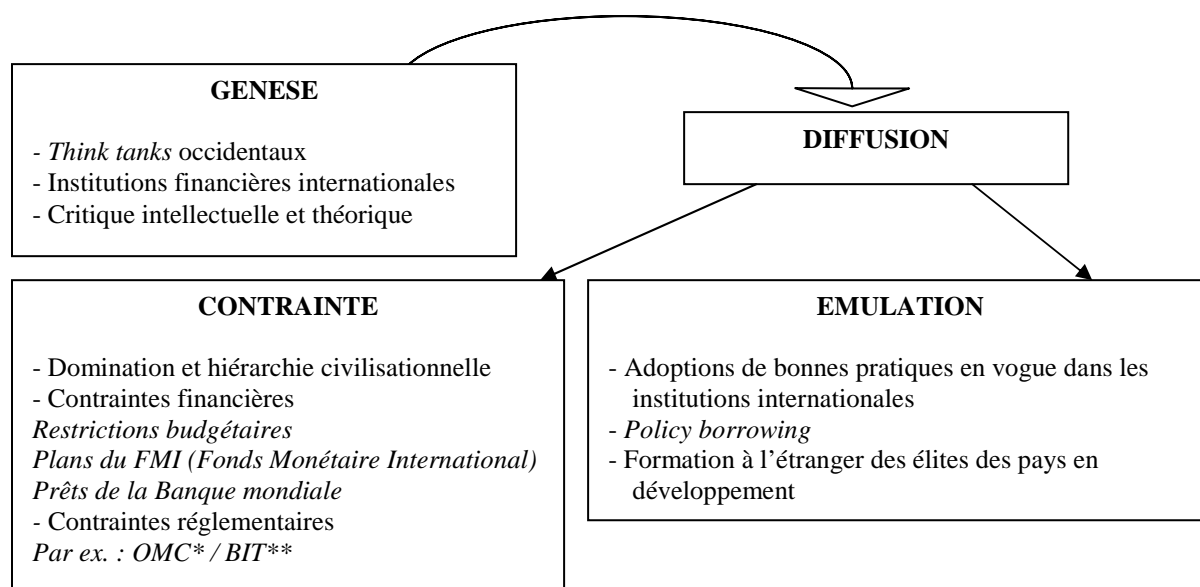 GENESE
- Think tanks occidentaux
- Institutions financières internationales
- Critique intellectuelle et théorique
DIFFUSION
CONTRAINTE
- Domination et hiérarchie civilisationnelle
- Contraintes financières
Restrictions budgétaires
Plans du FMI (Fonds Monétaire International)
Prêts de la Banque mondiale
- Contraintes réglementaires
Par ex. : OMC* / BIT**
EMULATION
- Adoptions de bonnes pratiques en vogue dans les
institutions internationales
- Policy borrowing
- Formation à l’étranger des élites des pays en
développement